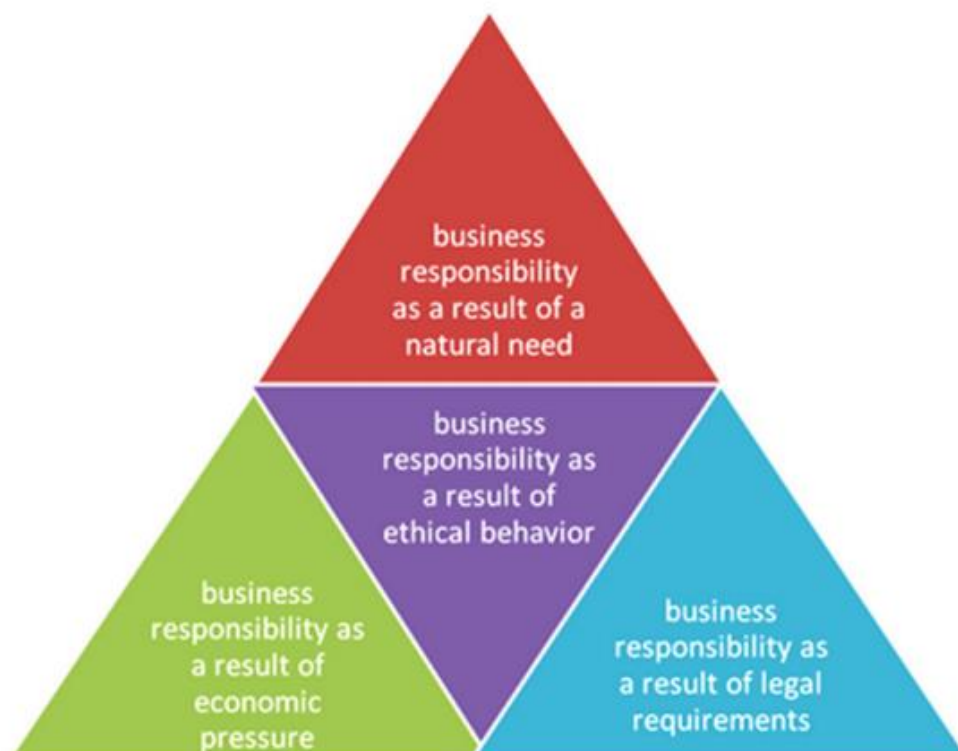 business
responsibility
as a result of a
natural need
business
responsibility as
a result of
ethical behavior
business
responsibility as
a result of
economic
pressure
business
responsibility as
a result of legal
requirements